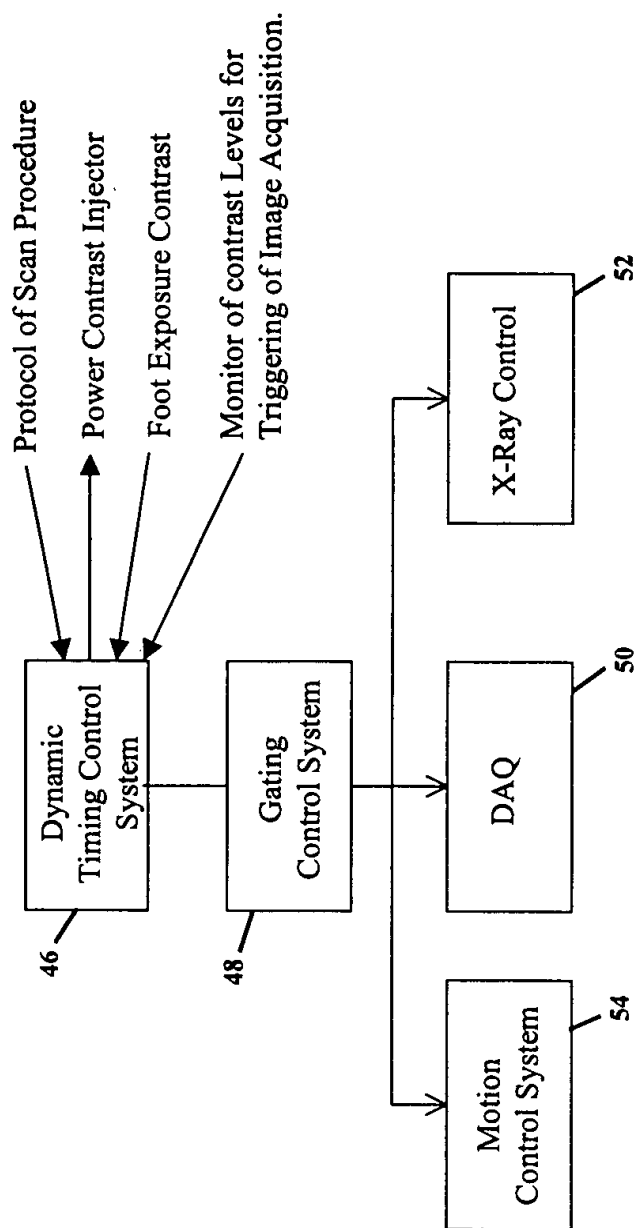 Protocol of Scan Procedure
Power Contrast Injector
Foot Exposure Contrast
Monitor of contrast Levels for
Triggering of Image Acquisition.
Dynamic
Timing Control
System
46
Gating
Control System
48
Motion
Control System
54
DAQ
50
X-Ray Control
52